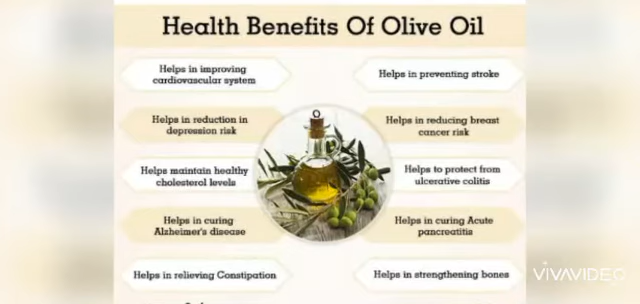 Health Benefits Of Olive Oil
Helps in improving
cardiovascular system
Helps in preventing stroke
Helps in reduction in
depression risk
Helps in reducing breast
cancer risk
Helps maintain healthy
cholesterol levels
Helps to protect from
ulcerative colitis
Helps in curing
Alzheimer's disease
Helps in curing Acute
pancreatitis
Helps in relieving Constipation
Helps in strengthening bones
VIVAVIDEO